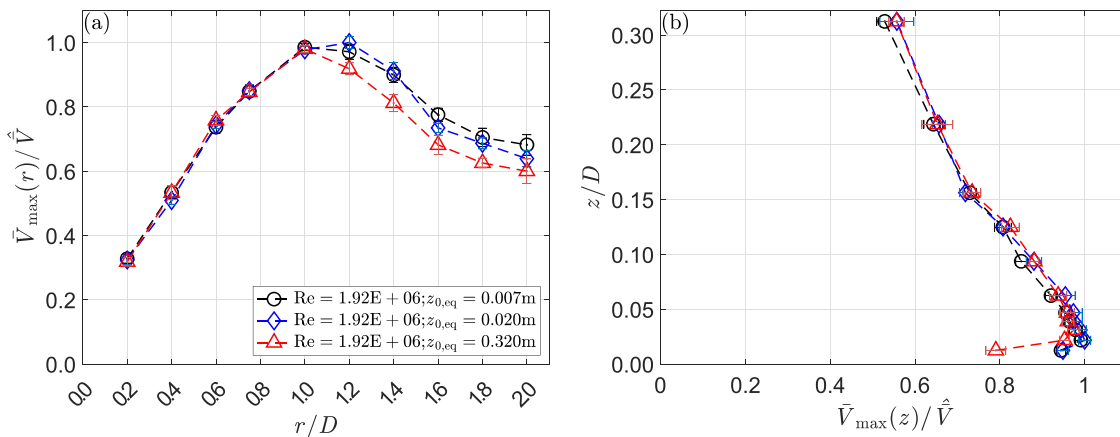 (a)
1.0
0.8
0.6
0.4
0.2
0.0
V̄max(r)/V̂
Re = 1.92E + 06; z0,eq = 0.007m
Re = 1.92E + 06; z0,eq = 0.020m
Re = 1.92E + 06; z0,eq = 0.320m
0.0 0.2 0.4 0.6 0.8 1.0 1.2 1.4 1.6 1.8 2.0
r/D
(b)
0.30
0.25
0.20
0.15
0.10
0.05
0.00
z/D
0 0.2 0.4 0.6 0.8 1
V̄max(z)/V̄̂